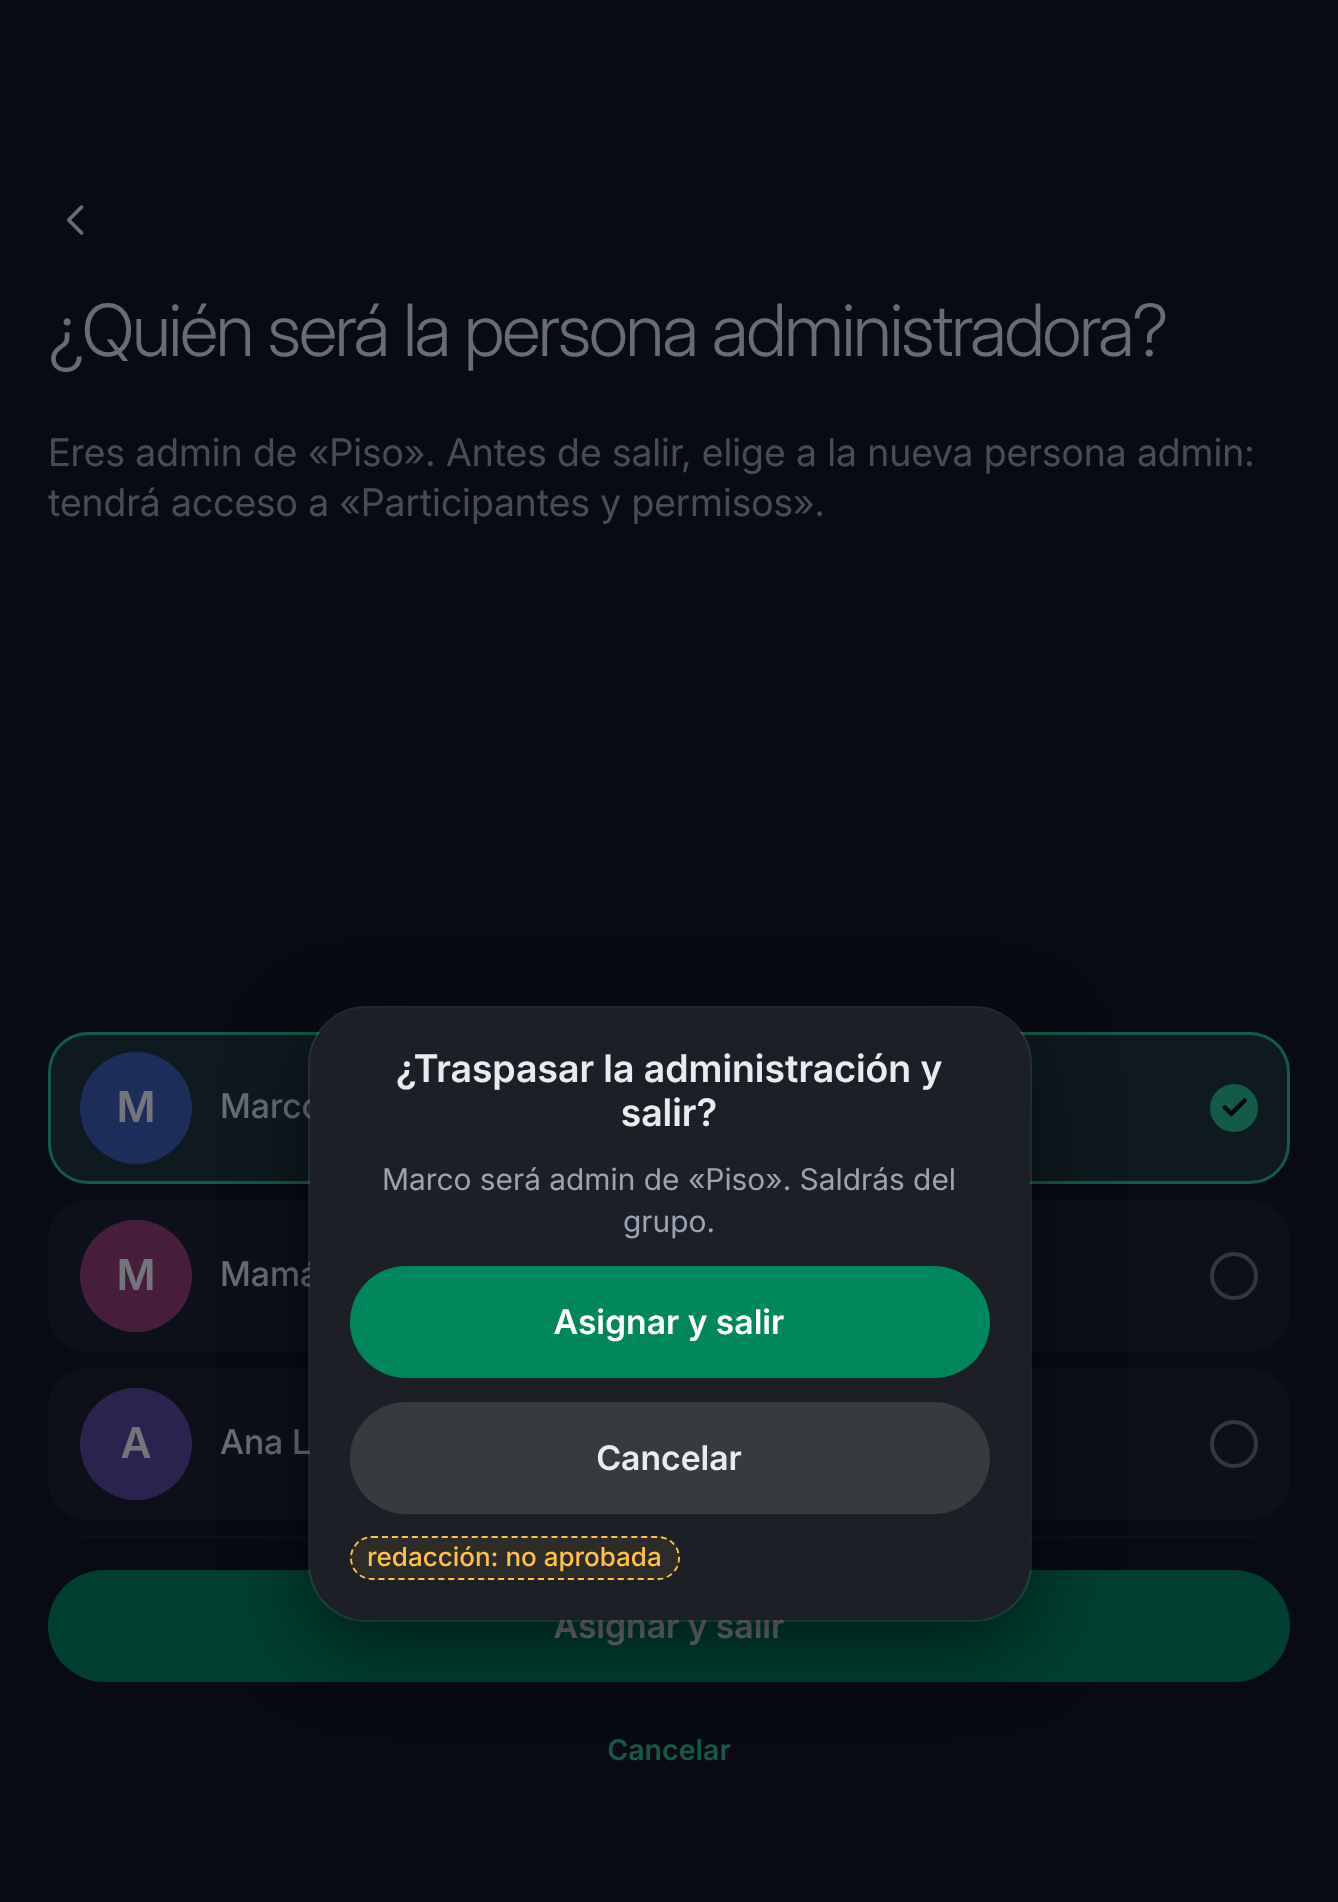 ¿Quién será la persona administradora?
Eres admin de «Piso». Antes de salir, elige a la nueva persona admin:
tendrá acceso a «Participantes y permisos».
¿Traspasar la administración y
salir?
Marco será admin de «Piso». Saldrás del
grupo.
Asignar y salir
Cancelar
redacción: no aprobada
M
M
A Ana
Asignar y salir
Cancelar